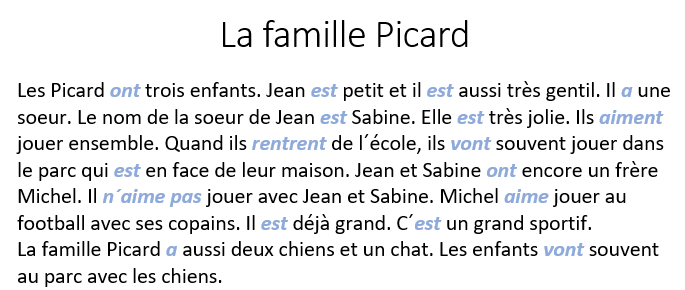 La famille Picard
Les Picard ont trois enfants. Jean est petit et il est aussi très gentil. Il a une
soeur. Le nom de la soeur de Jean est Sabine. Elle est très jolie. Ils aiment
jouer ensemble. Quand ils rentrent de l´école, ils vont souvent jouer dans
le parc qui est en face de leur maison. Jean et Sabine ont encore un frère
Michel. Il n´aime pas jouer avec Jean et Sabine. Michel aime jouer au
football avec ses copains. Il est déjà grand. C´est un grand sportif.
La famille Picard a aussi deux chiens et un chat. Les enfants vont souvent
au parc avec les chiens.